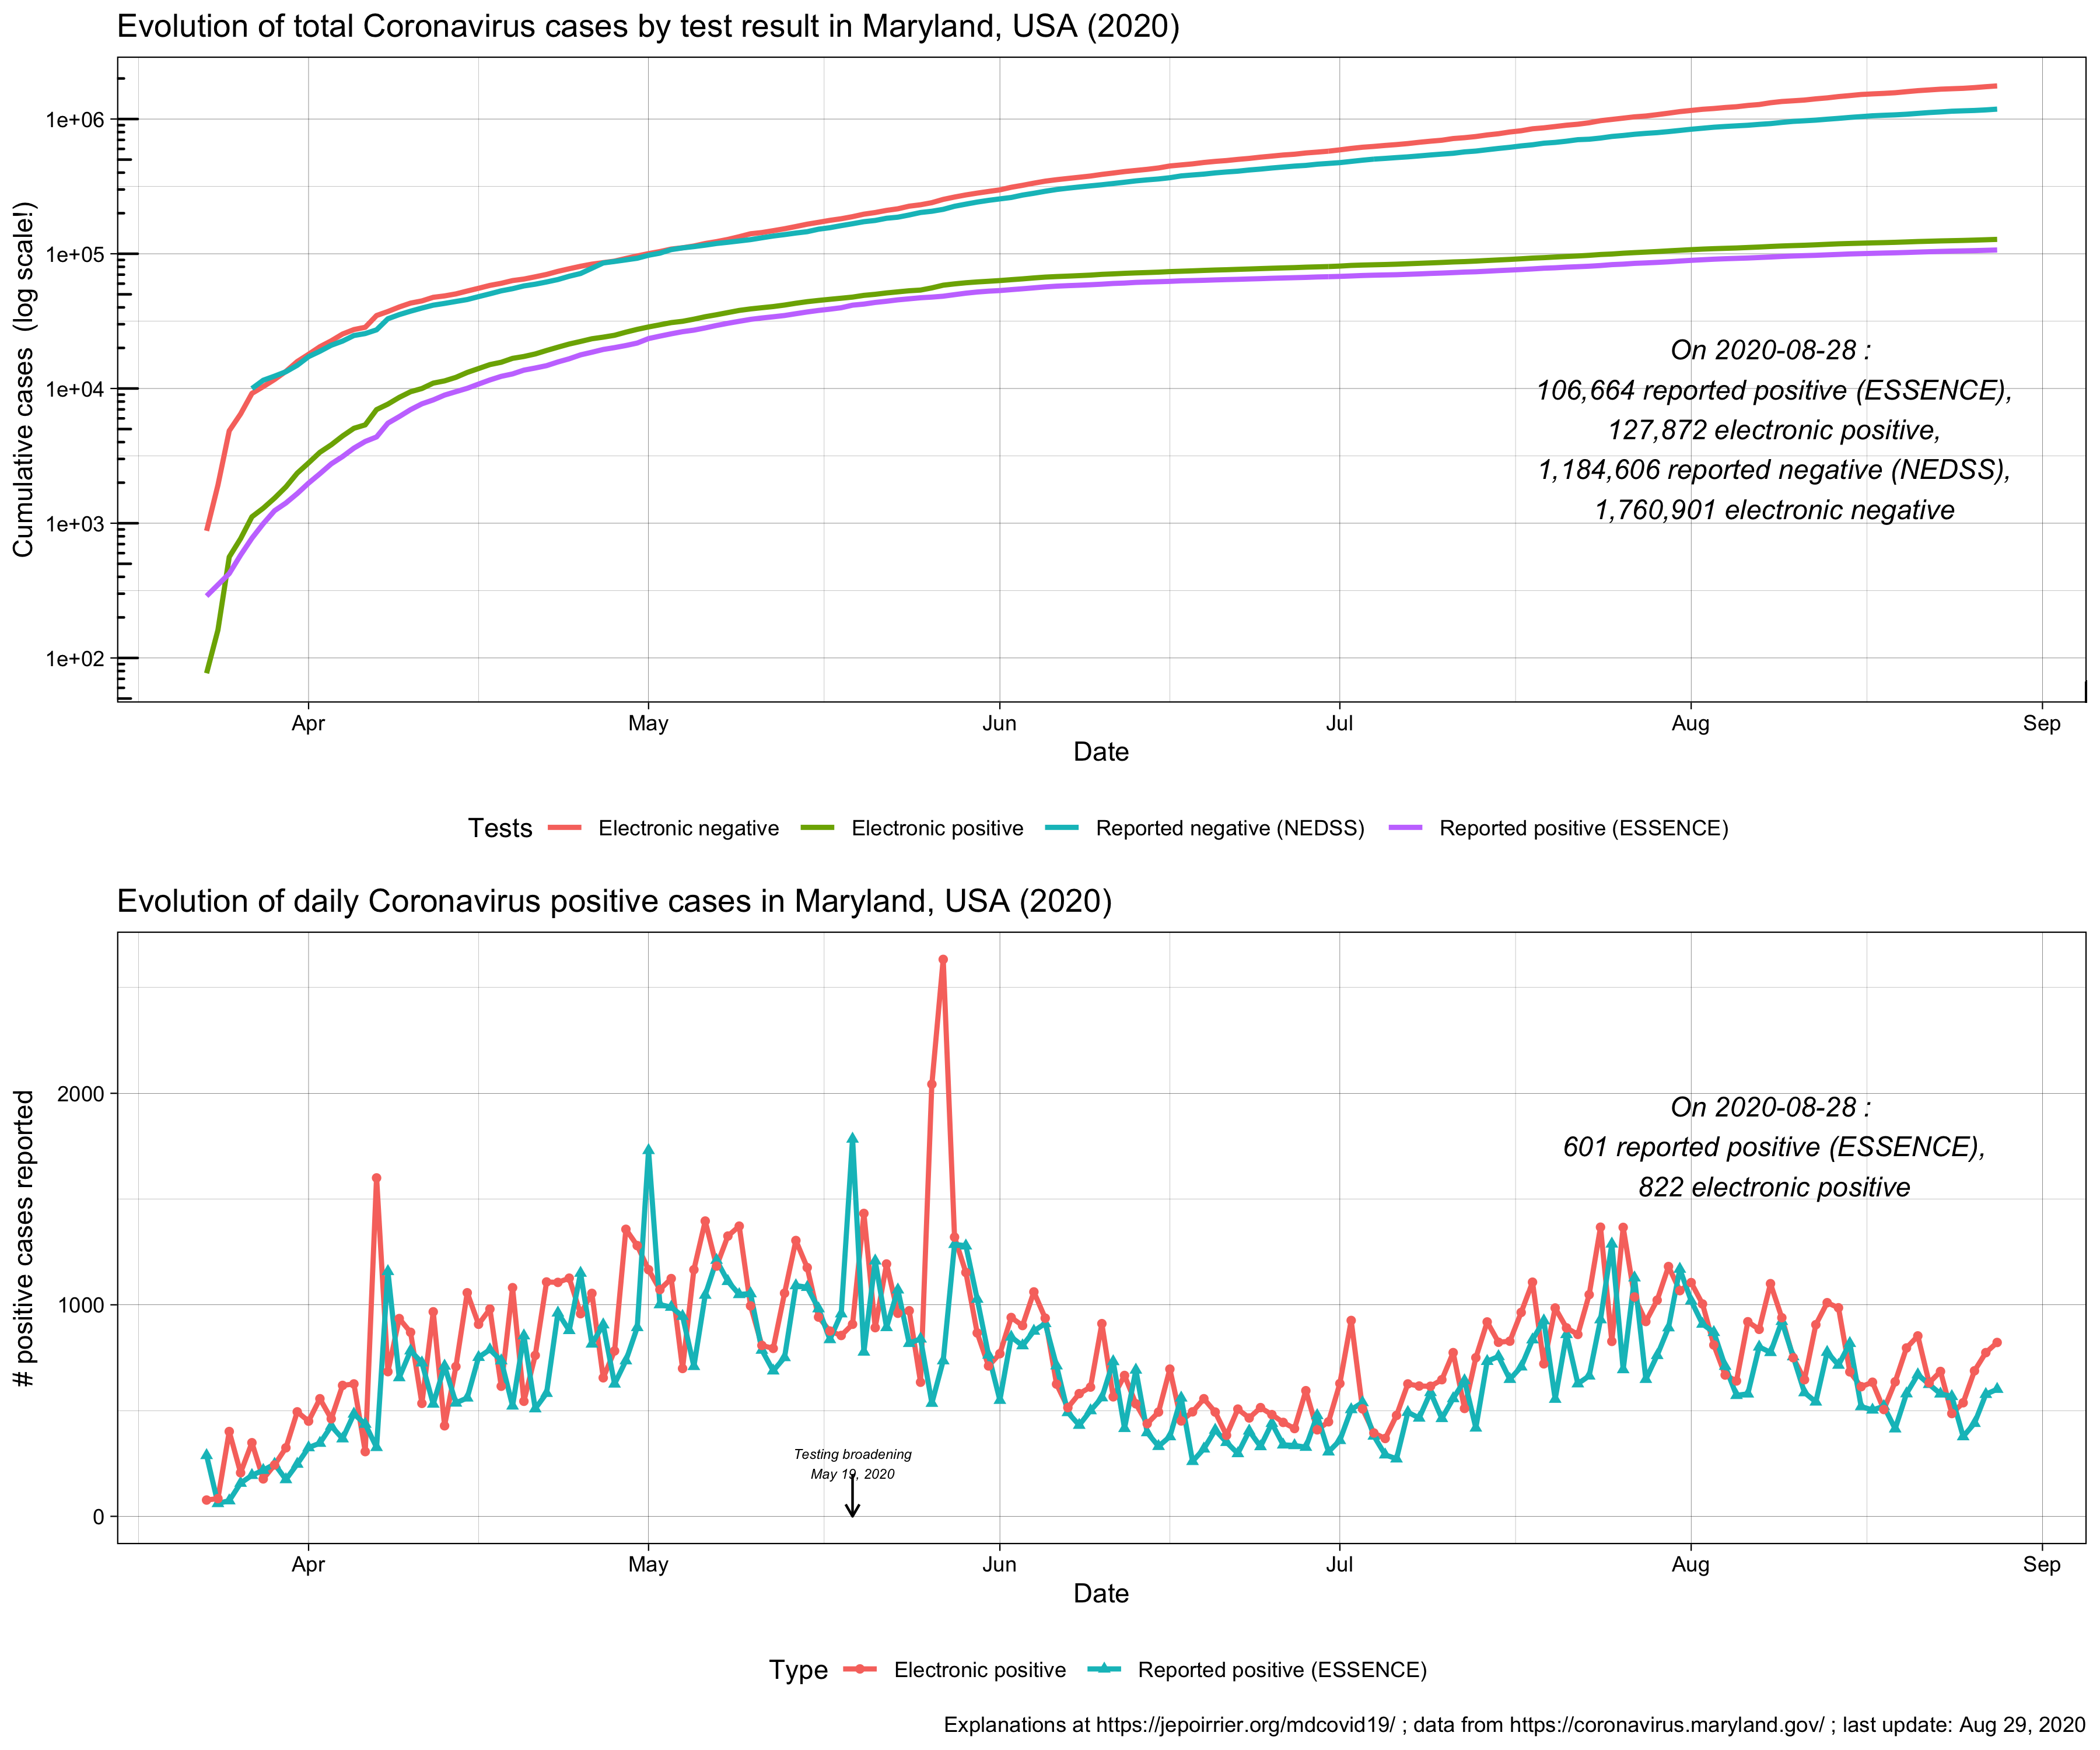 Evolution of total Coronavirus cases by test result in Maryland, USA (2020)
Cumulative cases  (log scale!)
1e+06
1e+05
1e+04
1e+03
1e+02
On 2020-08-28 :
106,664 reported positive (ESSENCE),
127,872 electronic positive,
1,184,606 reported negative (NEDSS),
1,760,901 electronic negative
Apr May Jun Jul Aug Sep
Date
Tests Electronic negative Electronic positive Reported negative (NEDSS) Reported positive (ESSENCE)
Evolution of daily Coronavirus positive cases in Maryland, USA (2020)
# positive cases reported
2000
1000
0
On 2020-08-28 :
601 reported positive (ESSENCE),
822 electronic positive
Testing broadening
May 19, 2020
Apr May Jun Jul Aug Sep
Date
Type Electronic positive Reported positive (ESSENCE)
Explanations at https://jepoirrier.org/mdcovid19/ ; data from https://coronavirus.maryland.gov/ ; last update: Aug 29, 2020